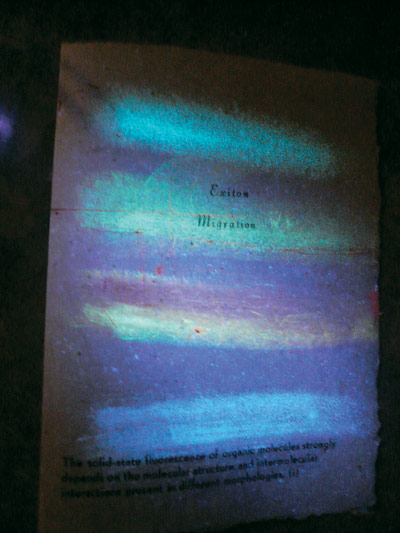 Exiton
Migration
The solid-state fluorescence of organic molecules strongly
depends on the molecular structure and intermolecular
interactions present in different morphologies. (i)